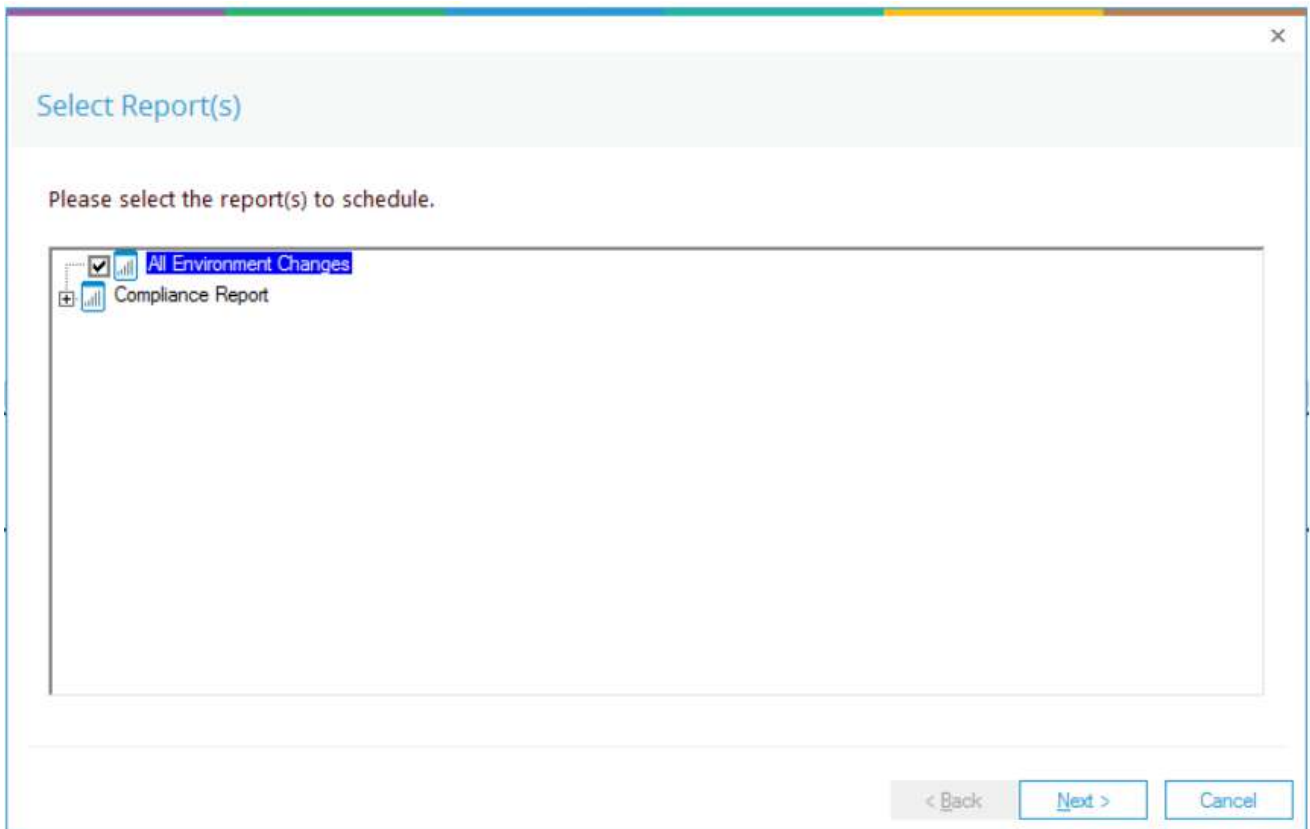 Select Report(s)
Please select the report(s) to schedule.
All Environment Changes
Compliance Report
< Back
Next >
Cancel